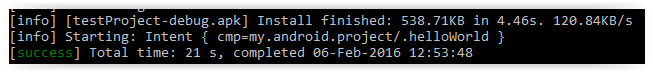 [info] [testProject-debug.apk] Install finished: 538.71KB in 4.46s. 120.84KB/s
[info] Starting: Intent { cmp=my.android.project/.helloWorld }
[success] Total time: 21 s, completed 06-Feb-2016 12:53:48